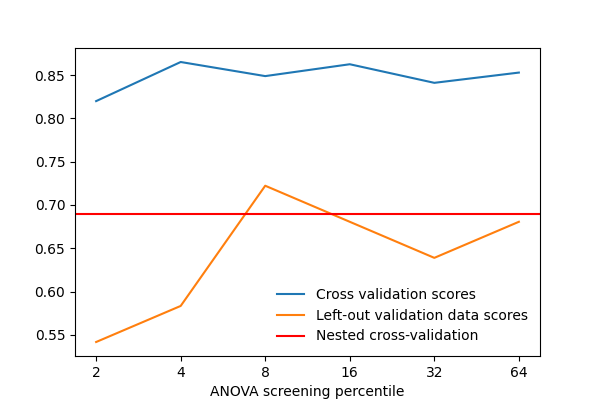 0.85
0.80
0.75
0.70
0.65
0.60
0.55
Cross validation scores
Left-out validation data scores
Nested cross-validation
2 4 8 16 32 64
ANOVA screening percentile